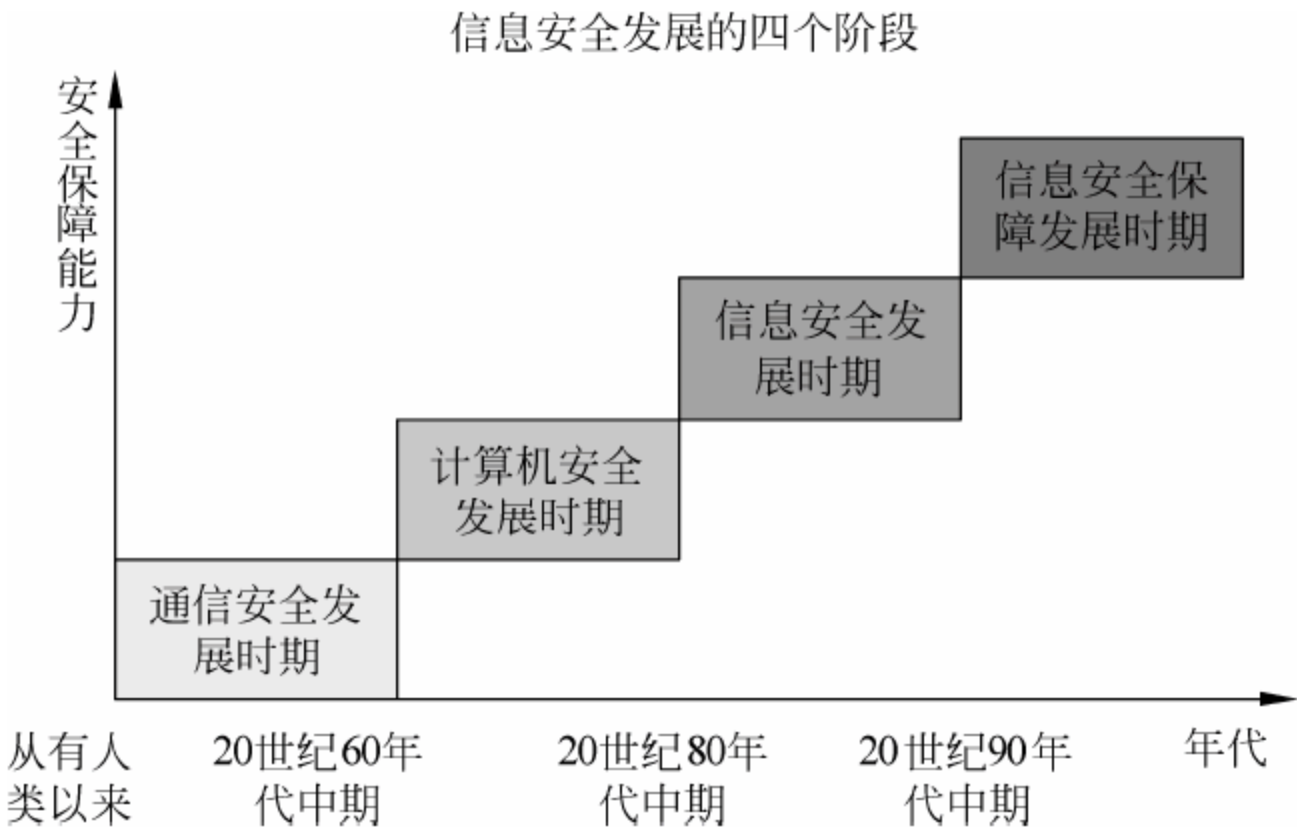 信息安全发展的四个阶段
安全保障能力
信息安全保
障发展时期
信息安全发
展时期
计算机安全
发展时期
通信安全发
展时期
从有人
类以来
20世纪60年
代中期
20世纪80年
代中期
20世纪90年
代中期
年代